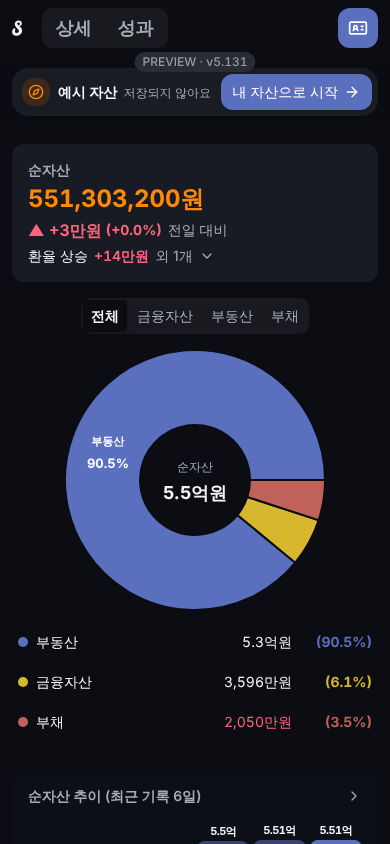 상세 성과
PREVIEW · v5.131
예시 자산 저장되지 않아요 내 자산으로 시작 →
순자산
551,303,200원
▲ +3만원 (+0.0%) 전일 대비
환율 상승 +14만원 외 1개
전체 금융자산 부동산 부채
부동산
90.5%
순자산
5.5억원
부동산 5.3억원 (90.5%)
금융자산 3,596만원 (6.1%)
부채 2,050만원 (3.5%)
순자산 추이 (최근 기록 6일)
5.5억 5.51억 5.51억